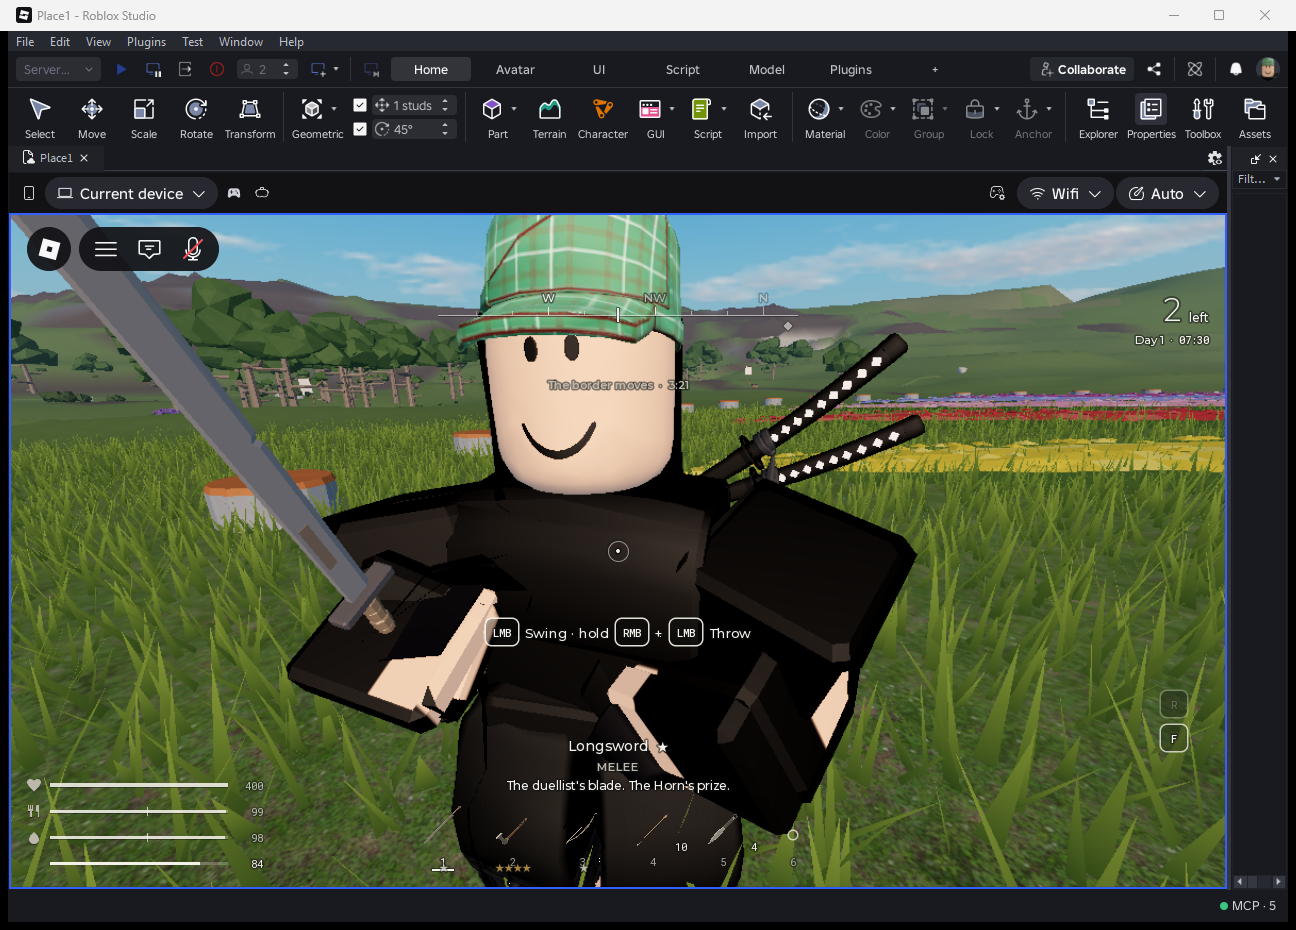 Place1 - Roblox Studio
File Edit View Plugins Test Window Help
Server... 2 Home Avatar UI Script Model Plugins + Collaborate
1 studs
45°
Select Move Scale Rotate Transform Geometric Part Terrain Character GUI Script Import Material Color Group Lock Anchor Explorer Properties Toolbox Assets
Place1
Filt...
Current device Wifi Auto
W NW N
2 left
Day 1 · 07:30
The border moves · 3:21
LMB Swing · hold RMB + LMB Throw
R
F
Longsword ★
MELEE
The duellist's blade. The Horn's prize.
400
99
98
84
10 4
1 2 3 4 5 6
★ ★★★★ ★
MCP · 5